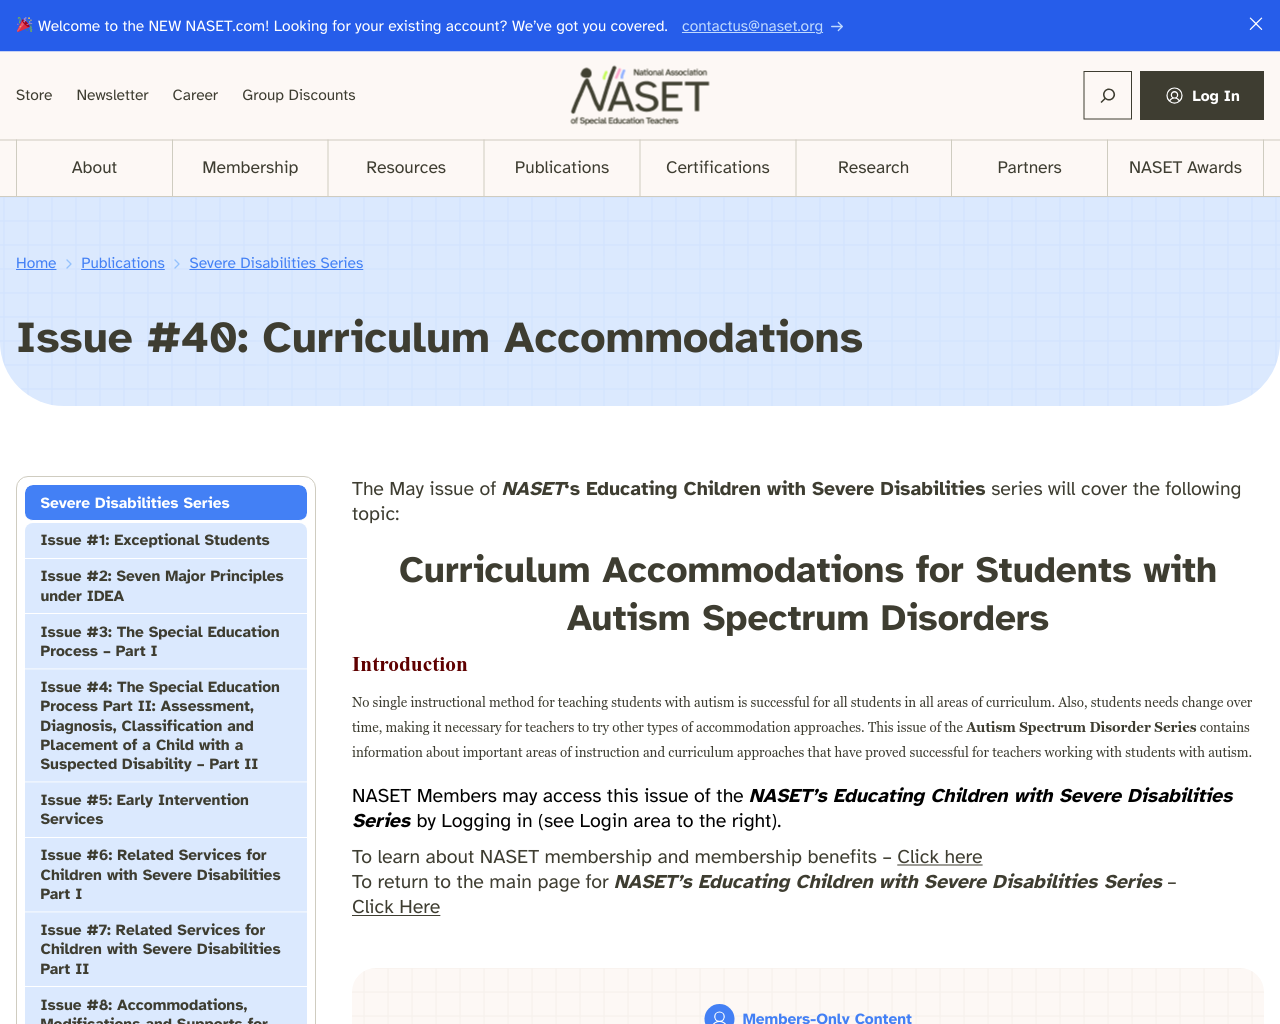 Welcome to the NEW NASET.com! Looking for your existing account? We've got you covered. contactus@naset.org →
Store Newsletter Career Group Discounts
National Association
NASET
of Special Education Teachers
Log In
About Membership Resources Publications Certifications Research Partners NASET Awards
Home > Publications > Severe Disabilities Series
Issue #40: Curriculum Accommodations
Severe Disabilities Series
Issue #1: Exceptional Students
Issue #2: Seven Major Principles
under IDEA
Issue #3: The Special Education
Process – Part I
Issue #4: The Special Education
Process Part II: Assessment,
Diagnosis, Classification and
Placement of a Child with a
Suspected Disability – Part II
Issue #5: Early Intervention
Services
Issue #6: Related Services for
Children with Severe Disabilities
Part I
Issue #7: Related Services for
Children with Severe Disabilities
Part II
Issue #8: Accommodations,
Modifications and Supports for
The May issue of NASET's Educating Children with Severe Disabilities series will cover the following
topic:
Curriculum Accommodations for Students with
Autism Spectrum Disorders
Introduction
No single instructional method for teaching students with autism is successful for all students in all areas of curriculum. Also, students needs change over
time, making it necessary for teachers to try other types of accommodation approaches. This issue of the Autism Spectrum Disorder Series contains
information about important areas of instruction and curriculum approaches that have proved successful for teachers working with students with autism.
NASET Members may access this issue of the NASET's Educating Children with Severe Disabilities
Series by Logging in (see Login area to the right).
To learn about NASET membership and membership benefits – Click here
To return to the main page for NASET's Educating Children with Severe Disabilities Series –
Click Here
Members-Only Content